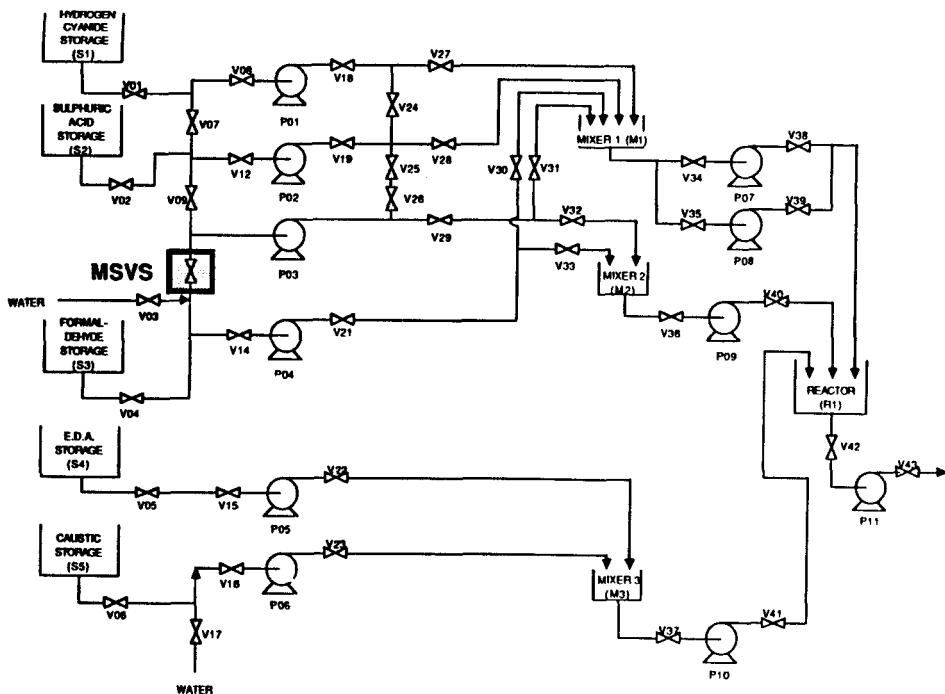 HYDROGEN
CYANIDE
STORAGE
(S1)
V01
V08
P01
V18
V27
V07
V24
SULPHURIC
ACID
STORAGE
(S2)
V02
V12
P02
V19
V28
V25
V26
V30
V31
MIXER 1 (M1)
V38
V34
P07
V35
V39
P08
V09
P03
V29
V32
V33
MIXER 2
(M2)
MSVS
WATER
V03
FORMAL-
DEHYDE
STORAGE
(S3)
V04
V14
P04
V21
V36
P09
V40
REACTOR
(R1)
V42
V43
P11
E.D.A.
STORAGE
(S4)
V05
V15
P05
V22
CAUSTIC
STORAGE
(S5)
V06
V16
P06
V23
V17
WATER
MIXER 3
(M3)
V37
P10
V41